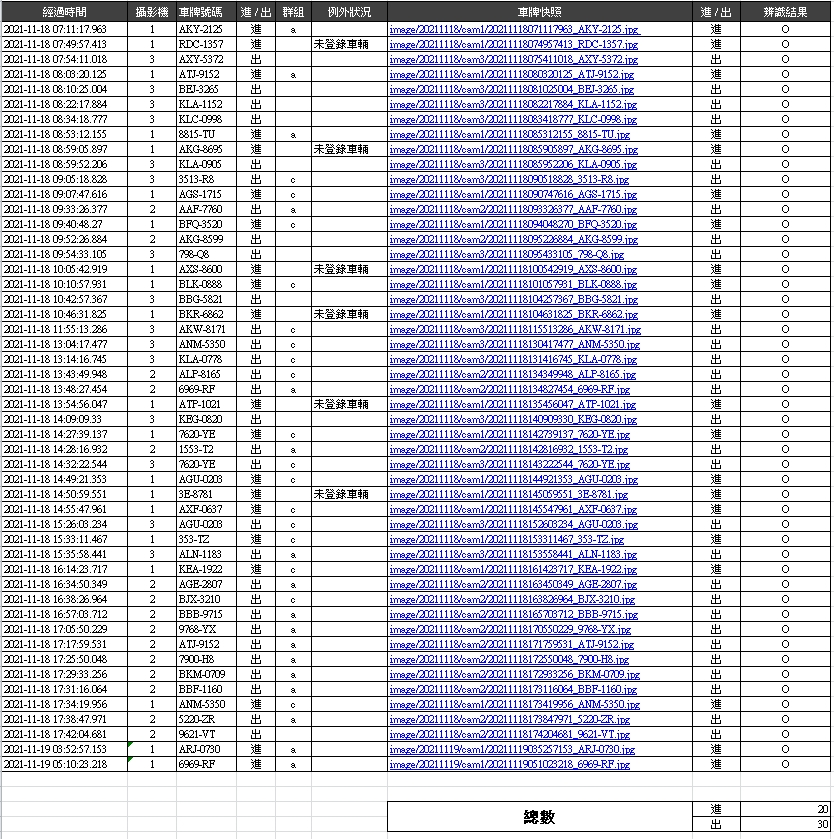 經過時間 攝影機 車牌號碼 進 / 出 群組 例外狀況 車牌快照 進 / 出 辨識結果
2021-11-18 07:11:17.963 1 AKY-2125 進 a image/20211118/cam1/20211118071117963_AKY-2125.jpg 進 O
2021-11-18 07:49:57.413 1 RDC-1357 進 未登錄車輛 image/20211118/cam1/20211118074957413_RDC-1357.jpg 進 O
2021-11-18 07:54:11.018 3 AXY-5372 出 image/20211118/cam3/20211118075411018_AXY-5372.jpg 出 O
2021-11-18 08:03:20.125 1 ATJ-9152 進 a image/20211118/cam1/20211118080320125_ATJ-9152.jpg 進 O
2021-11-18 08:10:25.004 3 BEJ-3265 出 image/20211118/cam3/20211118081025004_BEJ-3265.jpg 出 O
2021-11-18 08:22:17.884 3 KLA-1152 出 image/20211118/cam3/20211118082217884_KLA-1152.jpg 出 O
2021-11-18 08:34:18.777 3 KLC-0998 出 image/20211118/cam3/20211118083418777_KLC-0998.jpg 出 O
2021-11-18 08:53:12.155 1 8815-TU 進 a image/20211118/cam1/20211118085312155_8815-TU.jpg 進 O
2021-11-18 08:59:05.897 1 AKG-8695 進 未登錄車輛 image/20211118/cam1/20211118085905897_AKG-8695.jpg 進 O
2021-11-18 08:59:52.206 3 KLA-0905 出 image/20211118/cam3/20211118085952206_KLA-0905.jpg 出 O
2021-11-18 09:05:18.828 3 3513-R8 出 c image/20211118/cam3/20211118090518828_3513-R8.jpg 出 O
2021-11-18 09:07:47.616 1 AGS-1715 進 c image/20211118/cam1/20211118090747616_AGS-1715.jpg 進 O
2021-11-18 09:33:26.377 2 AAF-7760 出 a image/20211118/cam2/20211118093326377_AAF-7760.jpg 出 O
2021-11-18 09:40:48.27 1 BFQ-3520 進 c image/20211118/cam1/20211118094048270_BFQ-3520.jpg 進 O
2021-11-18 09:52:26.884 2 AKG-8599 出 image/20211118/cam2/20211118095226884_AKG-8599.jpg 出 O
2021-11-18 09:54:33.105 3 798-Q8 出 image/20211118/cam3/20211118095433105_798-Q8.jpg 出 O
2021-11-18 10:05:42.919 1 AXS-8600 進 未登錄車輛 image/20211118/cam1/20211118100542919_AXS-8600.jpg 進 O
2021-11-18 10:10:57.931 1 BLK-0888 進 c image/20211118/cam1/20211118101057931_BLK-0888.jpg 進 O
2021-11-18 10:42:57.367 3 BBG-5821 出 image/20211118/cam3/20211118104257367_BBG-5821.jpg 出 O
2021-11-18 10:46:31.825 1 BKR-6862 進 未登錄車輛 image/20211118/cam1/20211118104631825_BKR-6862.jpg 進 O
2021-11-18 11:55:13.286 3 AKW-8171 出 c image/20211118/cam3/20211118115513286_AKW-8171.jpg 出 O
2021-11-18 13:04:17.477 3 ANM-5350 出 c image/20211118/cam3/20211118130417477_ANM-5350.jpg 出 O
2021-11-18 13:14:16.745 3 KLA-0778 出 c image/20211118/cam3/20211118131416745_KLA-0778.jpg 出 O
2021-11-18 13:43:49.948 2 ALP-8165 出 c image/20211118/cam2/20211118134349948_ALP-8165.jpg 出 O
2021-11-18 13:48:27.454 2 6969-RF 出 a image/20211118/cam2/20211118134827454_6969-RF.jpg 出 O
2021-11-18 13:54:56.047 1 ATP-1021 進 未登錄車輛 image/20211118/cam1/20211118135456047_ATP-1021.jpg 進 O
2021-11-18 14:09:09.33 3 KEG-0820 出 image/20211118/cam3/20211118140909330_KEG-0820.jpg 出 O
2021-11-18 14:27:39.137 1 7620-YE 進 c image/20211118/cam1/20211118142739137_7620-YE.jpg 進 O
2021-11-18 14:28:16.932 2 1553-T2 出 a image/20211118/cam2/20211118142816932_1553-T2.jpg 出 O
2021-11-18 14:32:22.544 3 7620-YE 出 c image/20211118/cam3/20211118143222544_7620-YE.jpg 出 O
2021-11-18 14:49:21.353 1 AGU-0203 進 c image/20211118/cam1/20211118144921353_AGU-0203.jpg 進 O
2021-11-18 14:50:59.551 1 3E-8781 進 未登錄車輛 image/20211118/cam1/20211118145059551_3E-8781.jpg 進 O
2021-11-18 14:55:47.961 1 AXF-0637 進 c image/20211118/cam1/20211118145547961_AXF-0637.jpg 進 O
2021-11-18 15:26:03.234 3 AGU-0203 出 c image/20211118/cam3/20211118152603234_AGU-0203.jpg 出 O
2021-11-18 15:33:11.467 1 353-TZ 進 c image/20211118/cam1/20211118153311467_353-TZ.jpg 進 O
2021-11-18 15:35:58.441 3 ALN-1183 出 a image/20211118/cam3/20211118153558441_ALN-1183.jpg 出 O
2021-11-18 16:14:23.717 1 KEA-1922 進 c image/20211118/cam1/20211118161423717_KEA-1922.jpg 進 O
2021-11-18 16:34:50.349 2 AGE-2807 出 a image/20211118/cam2/20211118163450349_AGE-2807.jpg 出 O
2021-11-18 16:38:26.964 2 BJX-3210 出 c image/20211118/cam2/20211118163826964_BJX-3210.jpg 出 O
2021-11-18 16:57:03.712 2 BBB-9715 出 a image/20211118/cam2/20211118165703712_BBB-9715.jpg 出 O
2021-11-18 17:05:50.229 2 9768-YX 出 a image/20211118/cam2/20211118170550229_9768-YX.jpg 出 O
2021-11-18 17:17:59.531 2 ATJ-9152 出 a image/20211118/cam2/20211118171759531_ATJ-9152.jpg 出 O
2021-11-18 17:25:50.048 2 7900-H8 出 a image/20211118/cam2/20211118172550048_7900-H8.jpg 出 O
2021-11-18 17:29:33.256 2 BKM-0709 出 a image/20211118/cam2/20211118172933256_BKM-0709.jpg 出 O
2021-11-18 17:31:16.064 2 BBF-1160 出 a image/20211118/cam2/20211118173116064_BBF-1160.jpg 出 O
2021-11-18 17:34:19.956 1 ANM-5350 進 c image/20211118/cam1/20211118173419956_ANM-5350.jpg 進 O
2021-11-18 17:38:47.971 2 5220-ZR 出 a image/20211118/cam2/20211118173847971_5220-ZR.jpg 出 O
2021-11-18 17:42:04.681 2 9621-VT 出 image/20211118/cam2/20211118174204681_9621-VT.jpg 出 O
2021-11-19 03:52:57.153 1 ARJ-0730 進 a image/20211119/cam1/20211119035257153_ARJ-0730.jpg 進 O
2021-11-19 05:10:23.218 1 6969-RF 進 a image/20211119/cam1/20211119051023218_6969-RF.jpg 進 O
總數 進 20
出 30